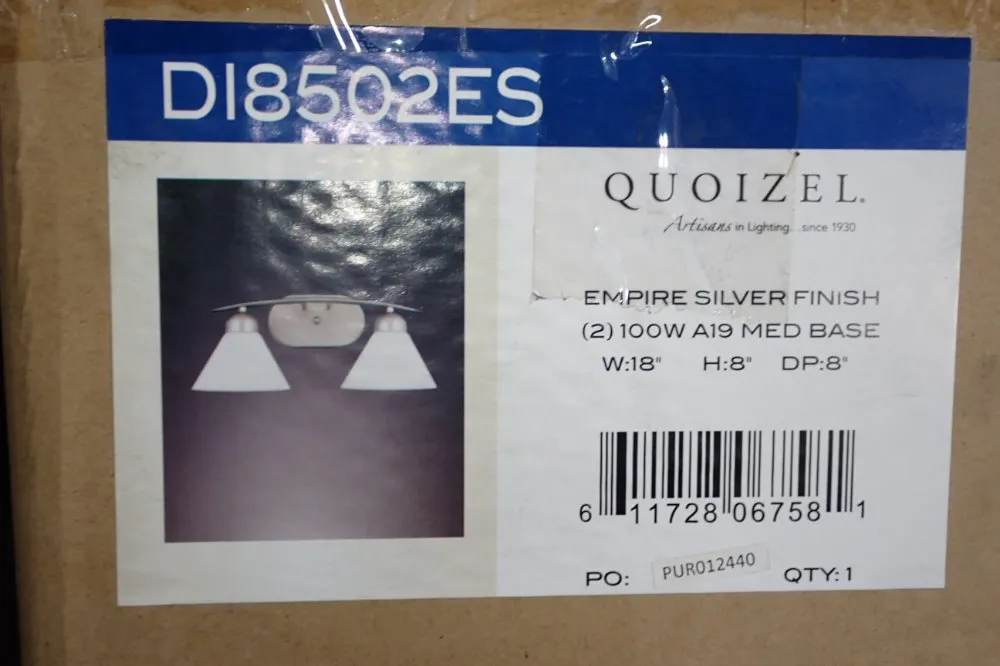 DI8502ES
QUOIZEL.
Artisans in Lighting...since 1930
EMPIRE SILVER FINISH
(2) 100W A19 MED BASE
W:18" H:8" DP:8"
6 11728 06758 1
PO: PUR012440 QTY: 1